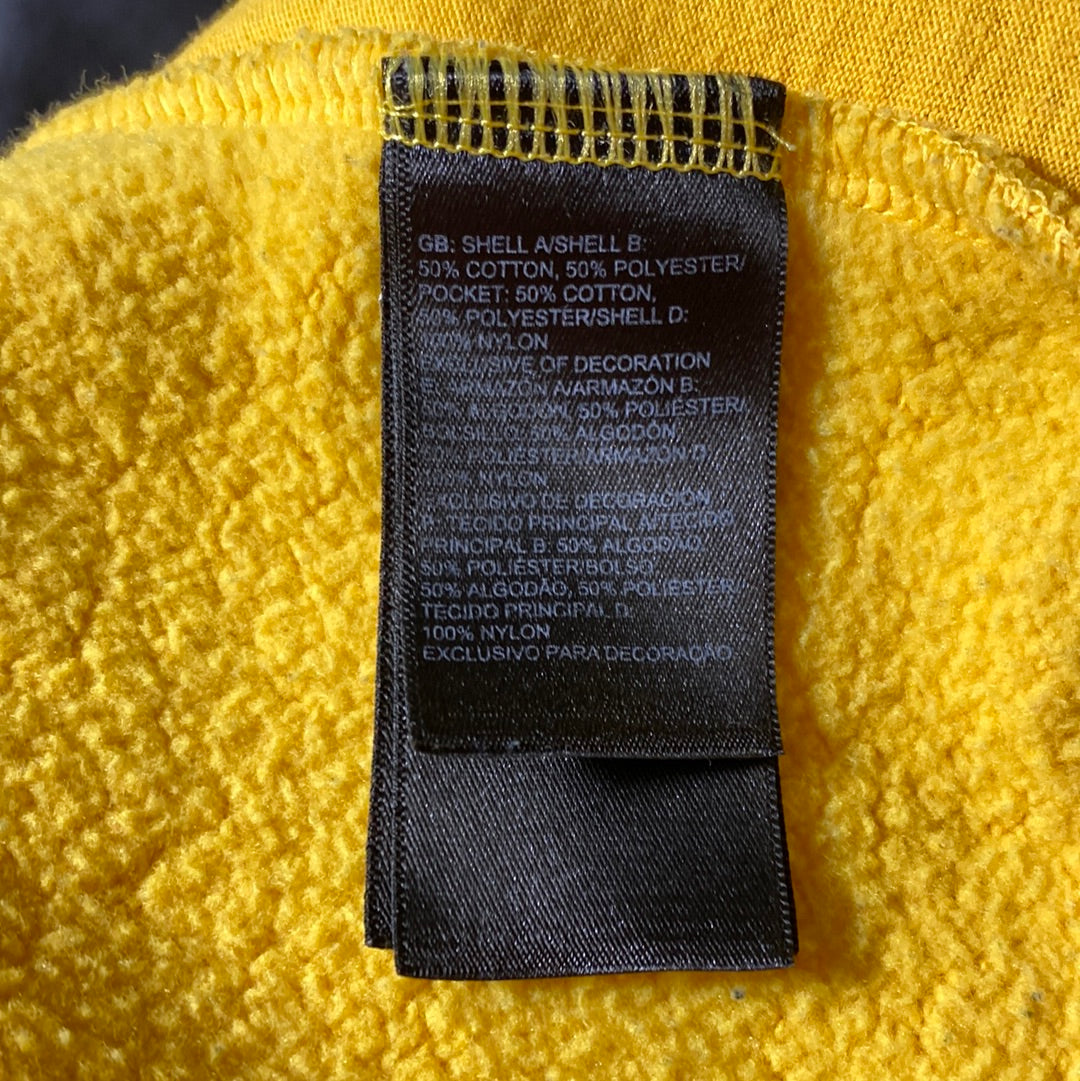 GB: SHELL A/SHELL B:
50% COTTON, 50% POLYESTER/
POCKET: 50% COTTON,
50% POLYESTER/SHELL D:
100% NYLON
EXCLUSIVE OF DECORATION
E: ARMAZÓN A/ARMAZÓN B:
50% ALGODÓN, 50% POLIÉSTER/
BOLSILLO: 50% ALGODÓN,
50% POLIÉSTER/ARMAZÓN D:
100% NYLON
EXCLUSIVO DE DECORACIÓN
P: TECIDO PRINCIPAL A/TECIDO
PRINCIPAL B: 50% ALGODÃO,
50% POLIÉSTER/BOLSO:
50% ALGODÃO, 50% POLIÉSTER/
TECIDO PRINCIPAL D:
100% NYLON
EXCLUSIVO PARA DECORAÇÃO